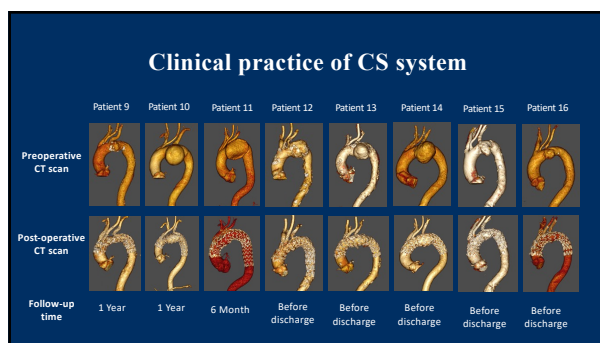 Clinical practice of CS system
Patient 9 Patient 10 Patient 11 Patient 12 Patient 13 Patient 14 Patient 15 Patient 16
Preoperative
CT scan
Post-operative
CT scan
Follow-up
time
1 Year 1 Year 6 Month Before
discharge Before
discharge Before
discharge Before
discharge Before
discharge